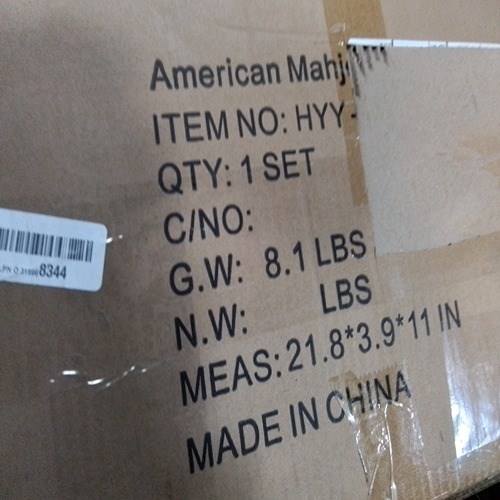 American Mahj
ITEM NO: HYY-
QTY: 1 SET
C/NO:
G.W: 8.1 LBS
N.W: LBS
MEAS: 21.8*3.9*11 IN
MADE IN CHINA
8344